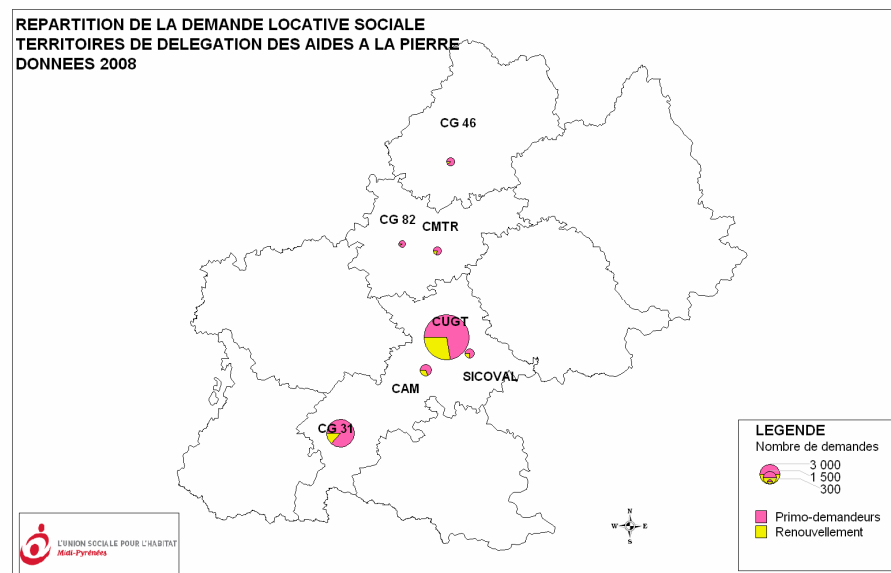 REPARTITION DE LA DEMANDE LOCATIVE SOCIALE
TERRITOIRES DE DELEGATION DES AIDES A LA PIERRE
DONNEES 2008
CG 46
CG 82
CMTR
CUGT
SICOVAL
CAM
CG 31
LEGENDE
Nombre de demandes
3 000
1 500
300
Primo-demandeurs
Renouvellement
N
W E
S
L'UNION SOCIALE POUR L'HABITAT
Midi-Pyrénées